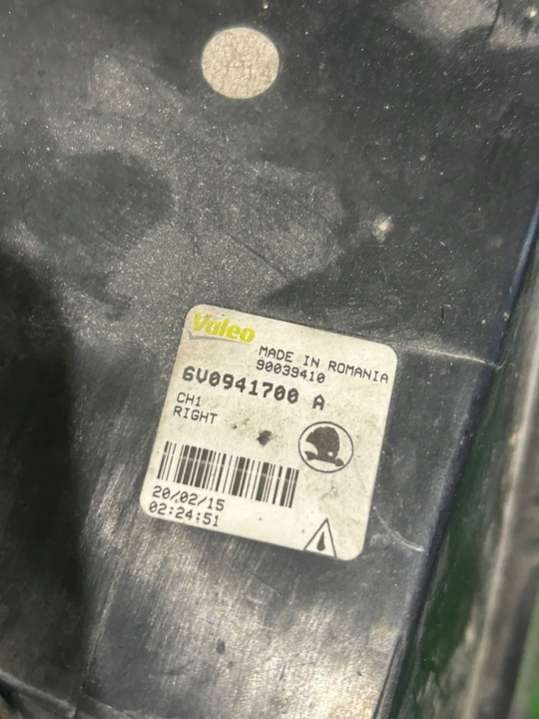 Valeo
MADE IN ROMANIA
90039410
6V0941700 A
CH1
RIGHT
20/02/15
02:24:51